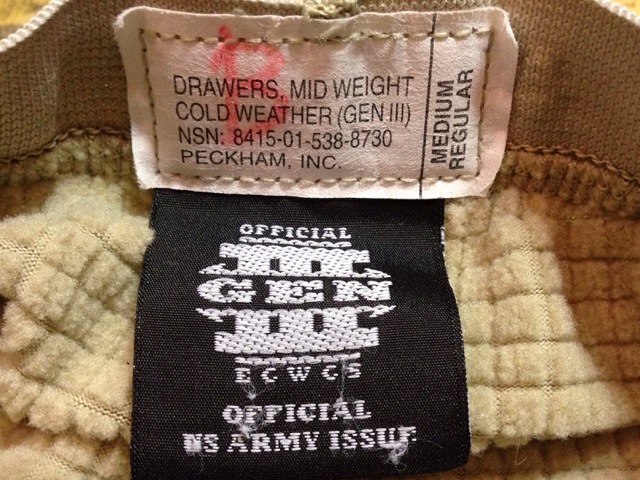 DRAWERS, MID WEIGHT
COLD WEATHER (GEN III)
NSN: 8415-01-538-8730
PECKHAM, INC.
MEDIUM
REGULAR
B
OFFICIAL
III
GEN
III
ECWCS
OFFICIAL
US ARMY ISSUE